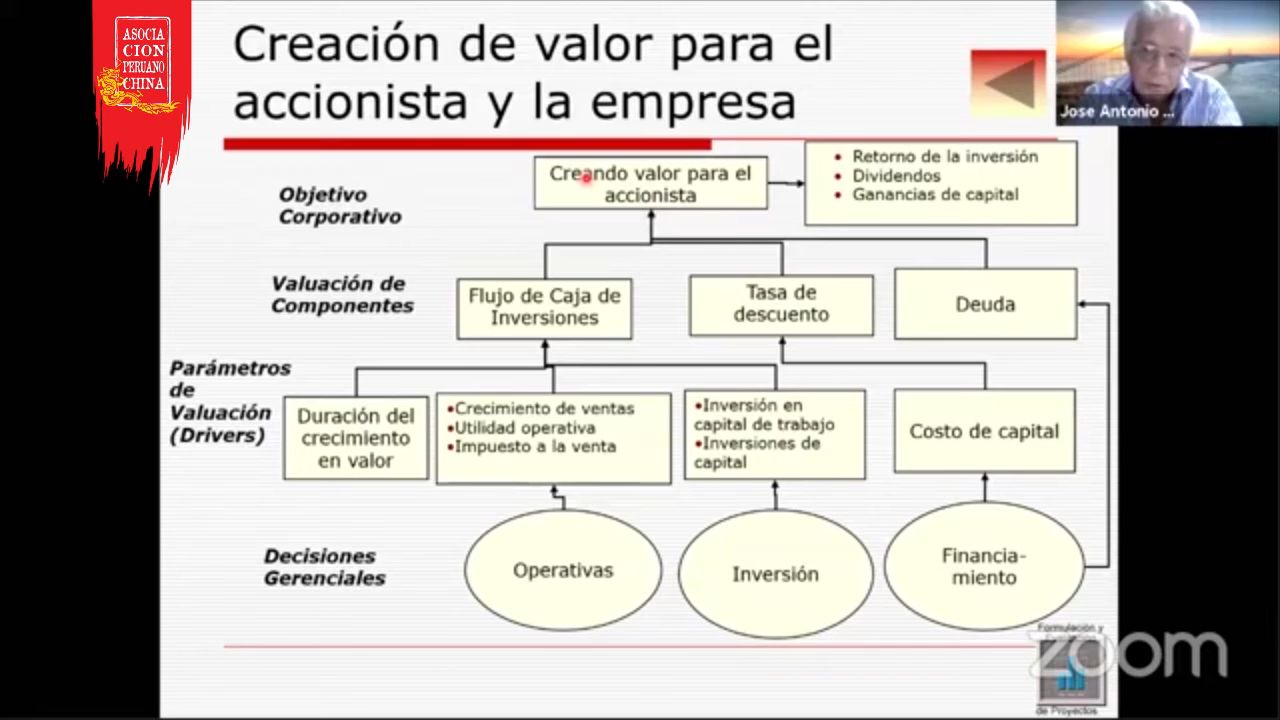 ASOCIA
CION
PERUANO
CHINA
Creación de valor para el
accionista y la empresa
Jose Antonio ...
Objetivo
Corporativo
Creando valor para el
accionista
• Retorno de la inversión
• Dividendos
• Ganancias de capital
Valuación de
Componentes
Flujo de Caja de
Inversiones
Tasa de
descuento
Deuda
Parámetros
de
Valuación
(Drivers)
Duración del
crecimiento
en valor
•Crecimiento de ventas
•Utilidad operativa
•Impuesto a la venta
•Inversión en
capital de trabajo
•Inversiones de
capital
Costo de capital
Decisiones
Gerenciales
Operativas
Inversión
Financia-
miento
Formulación y
zoom
de Proyectos